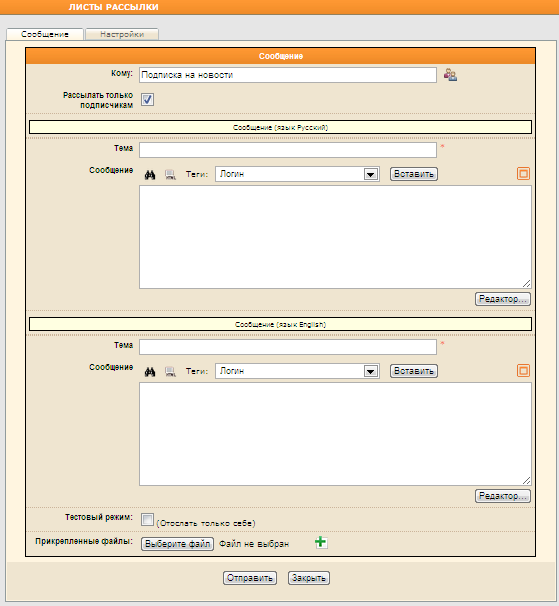 ЛИСТЫ РАССЫЛКИ
Сообщение Настройки
Сообщение
Кому: Подписка на новости
Рассылать только
подписчикам
Сообщение (язык Русский)
Тема *
Сообщение Теги: Логин Вставить
Редактор...
Сообщение (язык English)
Тема *
Сообщение Теги: Логин Вставить
Редактор...
Тестовый режим: (Отослать только себе)
Прикрепленные файлы: Выберите файл Файл не выбран
Отправить Закрыть